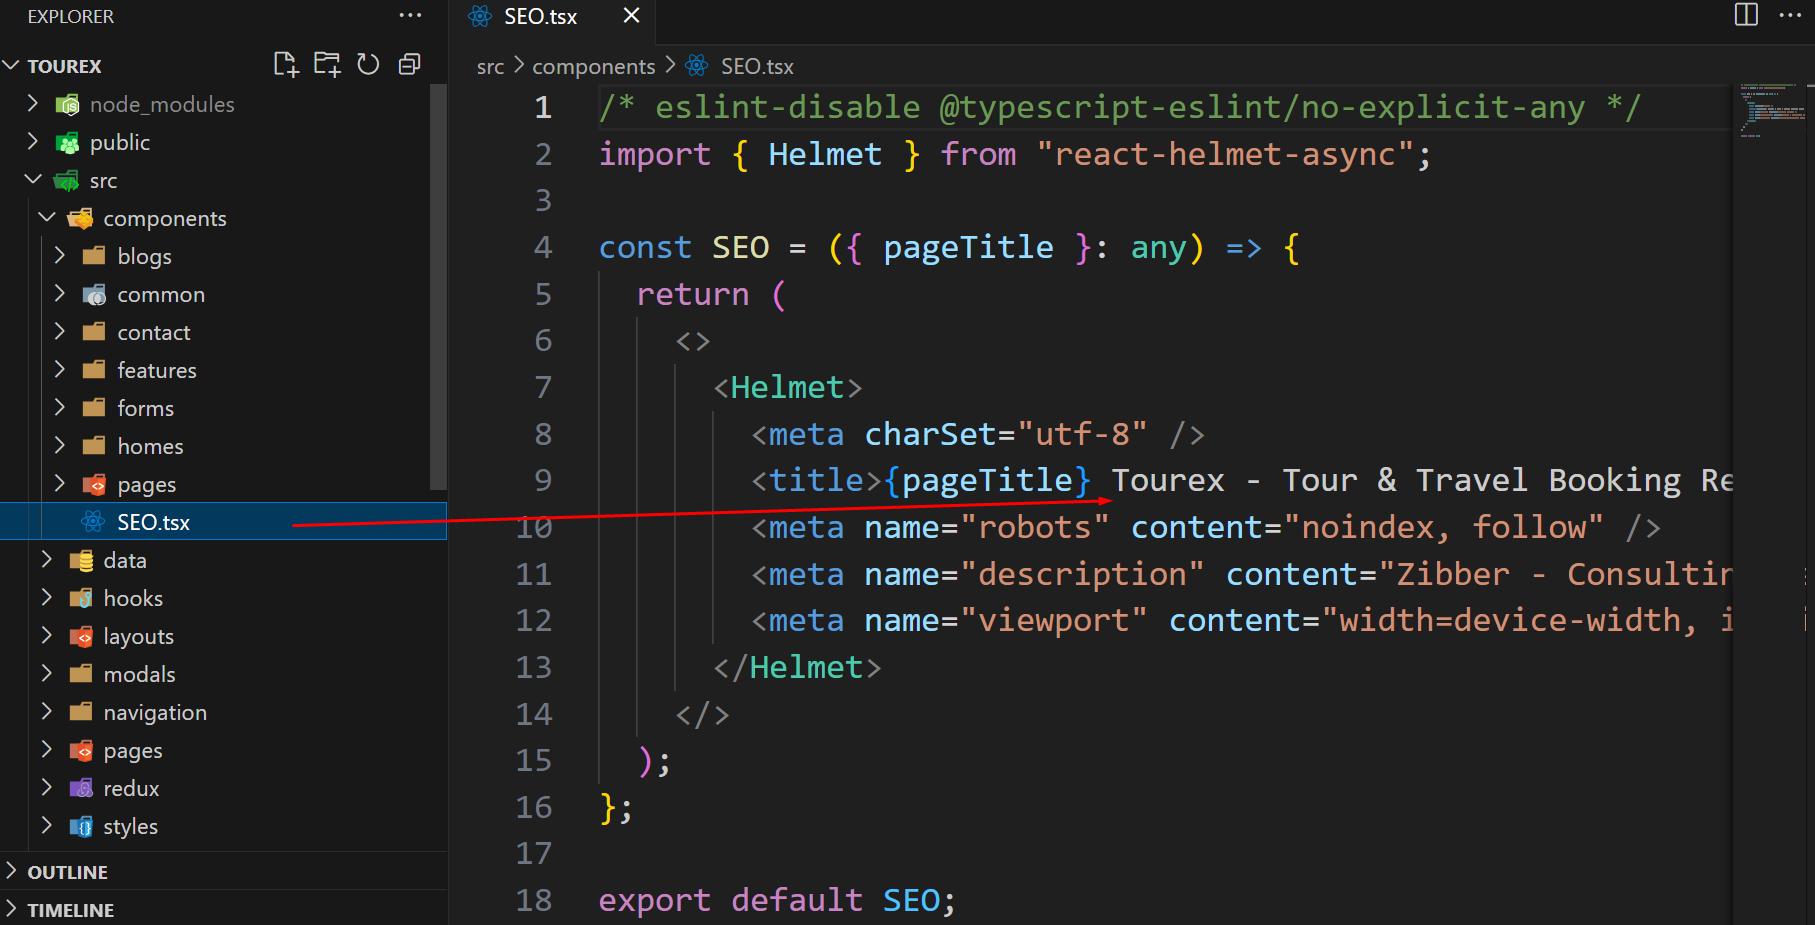 EXPLORER
TOUREX
node_modules
public
src
components
blogs
common
contact
features
forms
homes
pages
SEO.tsx
data
hooks
layouts
modals
navigation
pages
redux
styles
OUTLINE
TIMELINE
SEO.tsx
src > components > SEO.tsx
1 /* eslint-disable @typescript-eslint/no-explicit-any */
2 import { Helmet } from "react-helmet-async";
3
4 const SEO = ({ pageTitle }: any) => {
5 return (
6 <>
7 <Helmet>
8 <meta charSet="utf-8" />
9 <title>{pageTitle} Tourex - Tour & Travel Booking Re
10 <meta name="robots" content="noindex, follow" />
11 <meta name="description" content="Zibber - Consultin
12 <meta name="viewport" content="width=device-width, i
13 </Helmet>
14 </>
15 );
16 };
17
18 export default SEO;